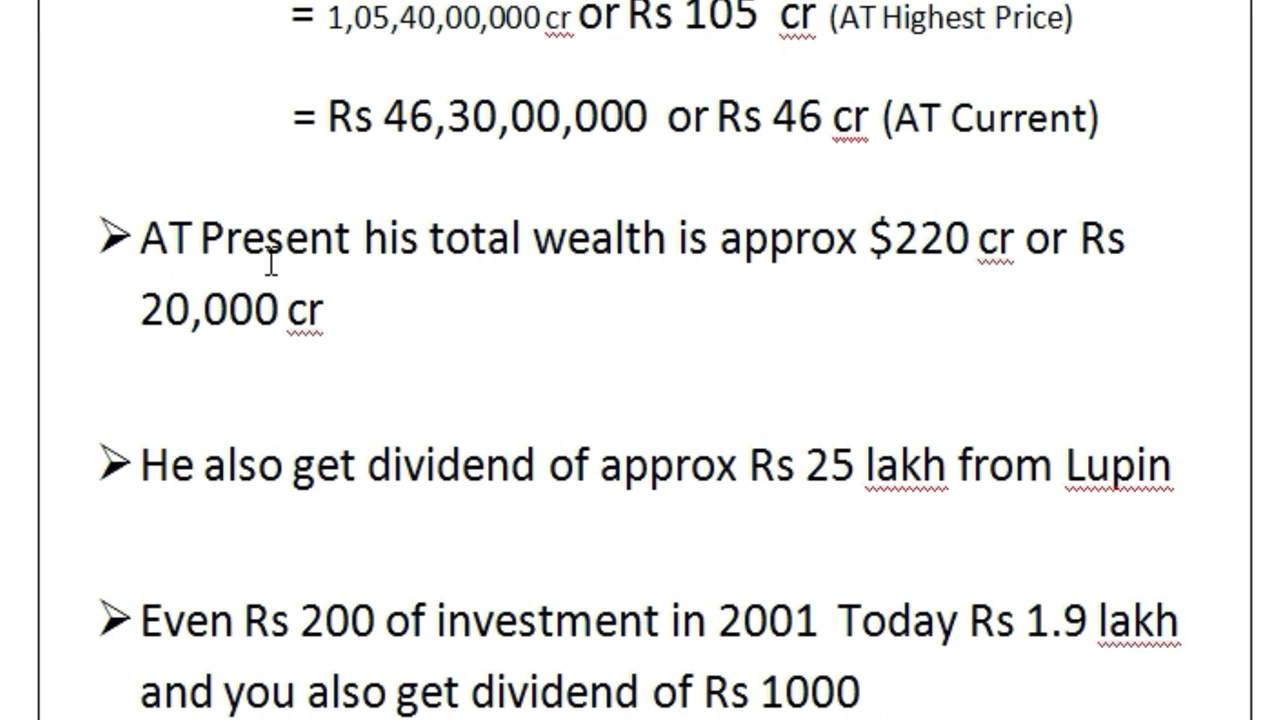 = 1,05,40,00,000 cr or Rs 105 cr (AT Highest Price)
= Rs 46,30,00,000 or Rs 46 cr (AT Current)
AT Present his total wealth is approx $220 cr or Rs
20,000 cr
He also get dividend of approx Rs 25 lakh from Lupin
Even Rs 200 of investment in 2001 Today Rs 1.9 lakh
and you also get dividend of Rs 1000